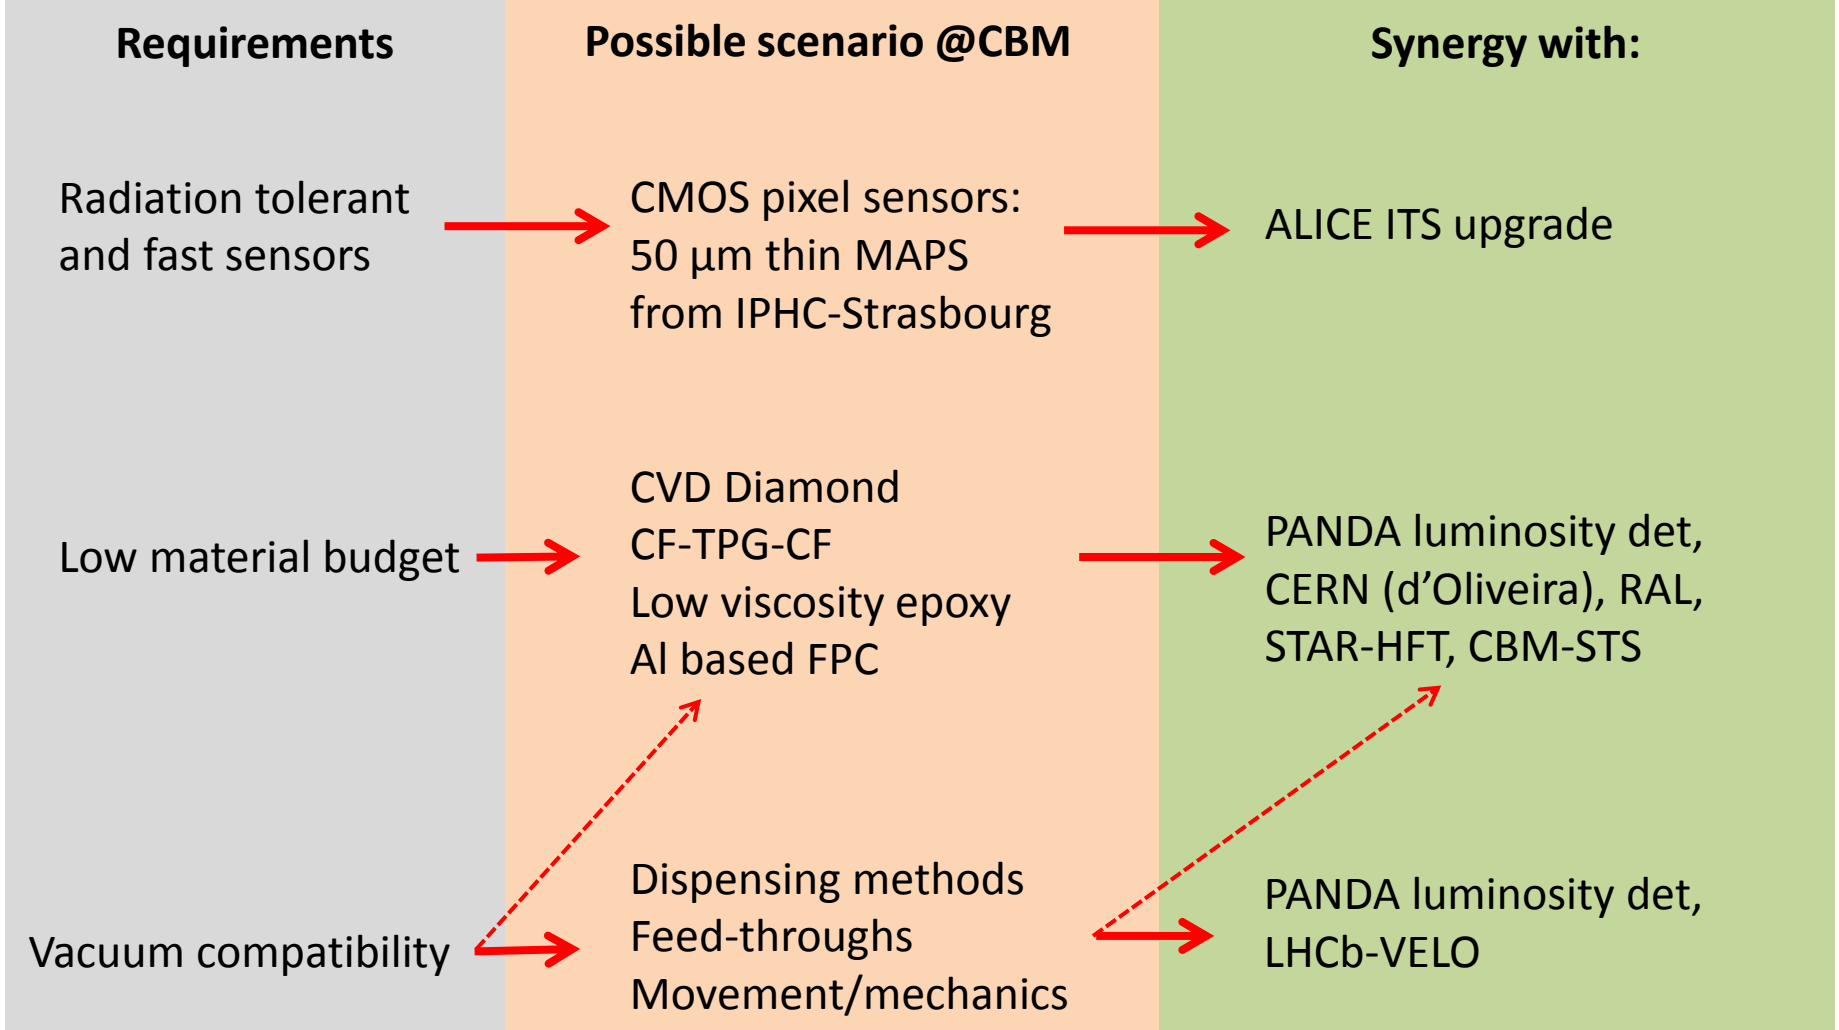 Requirements
Possible scenario @CBM
Synergy with:
Radiation tolerant
and fast sensors
CMOS pixel sensors:
50 µm thin MAPS
from IPHC-Strasbourg
ALICE ITS upgrade
Low material budget
CVD Diamond
CF-TPG-CF
Low viscosity epoxy
Al based FPC
PANDA luminosity det,
CERN (d’Oliveira), RAL,
STAR-HFT, CBM-STS
Vacuum compatibility
Dispensing methods
Feed-throughs
Movement/mechanics
PANDA luminosity det,
LHCb-VELO